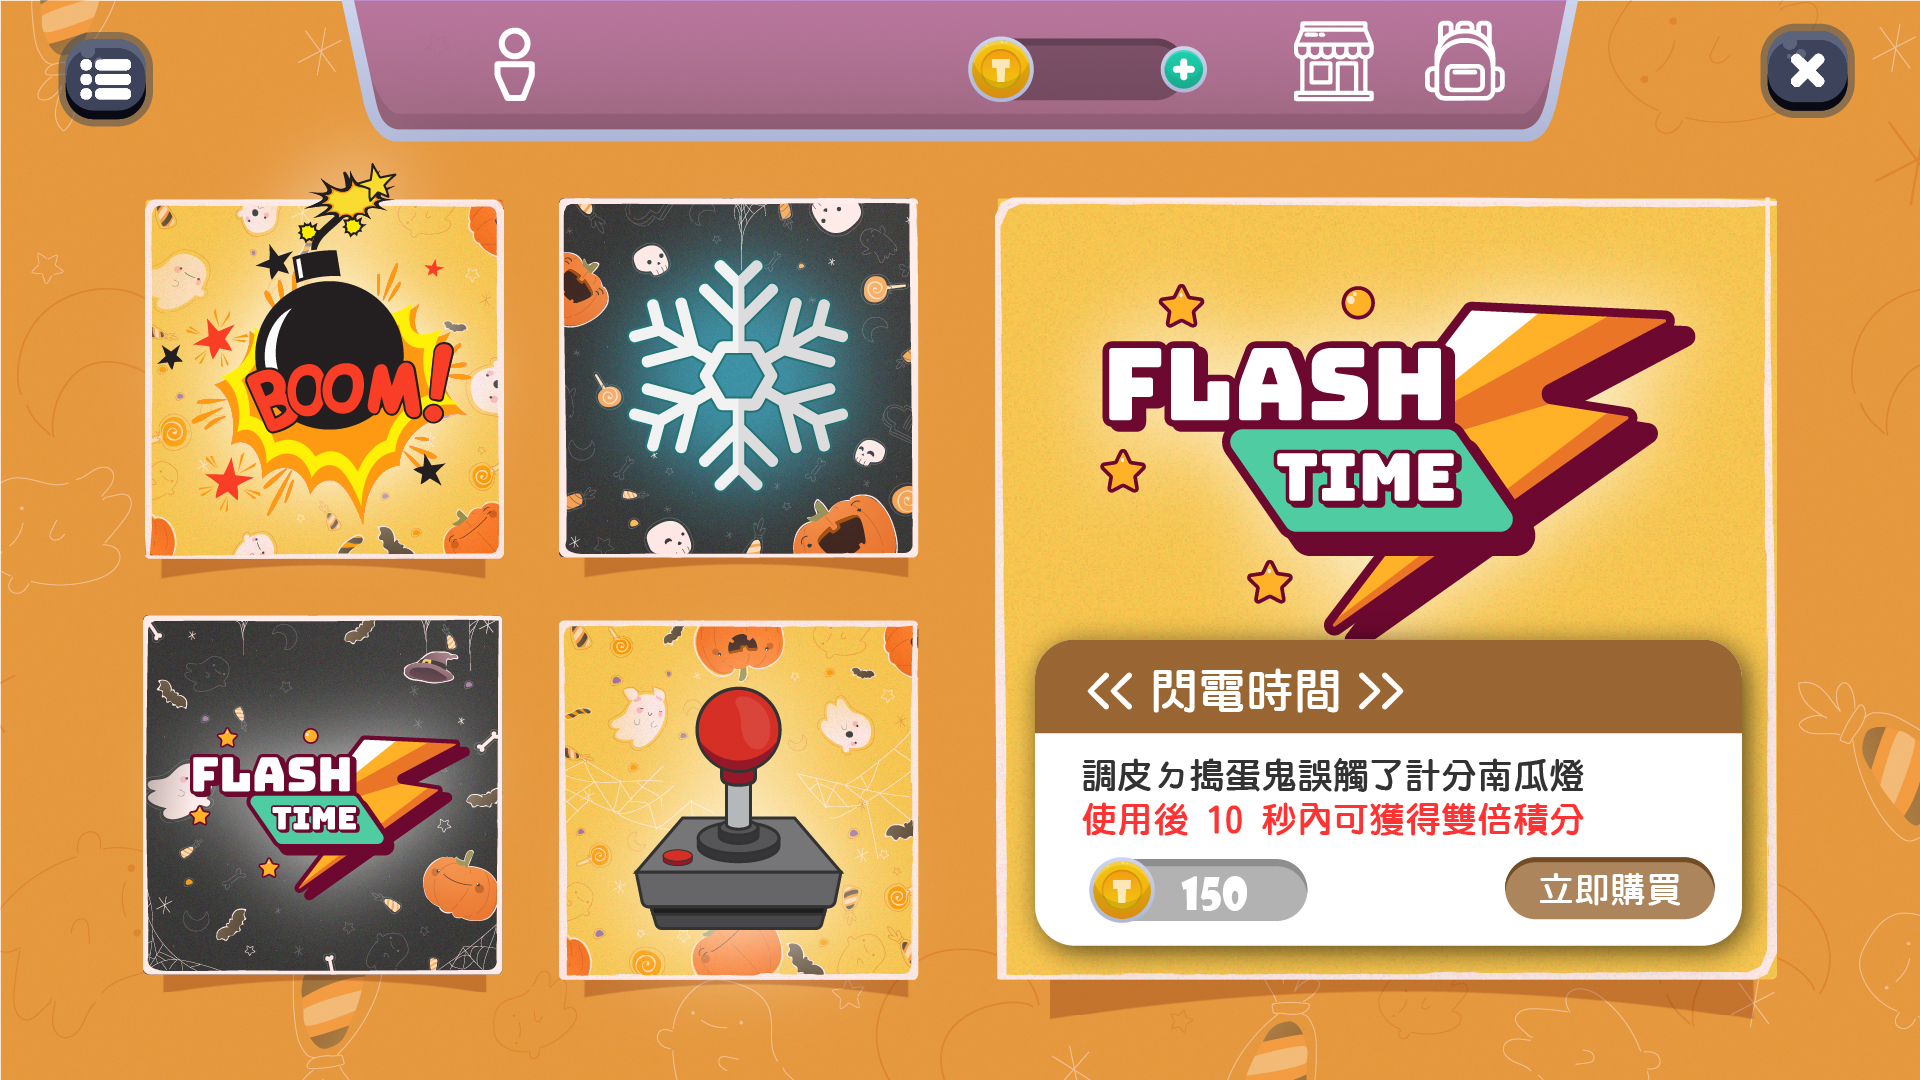 T
BOOM!
FLASH
TIME
FLASH
TIME
<< 閃電時間 >>
調皮ㄉ搗蛋鬼誤觸了計分南瓜燈
使用後 10 秒內可獲得雙倍積分
T 150
立即購買